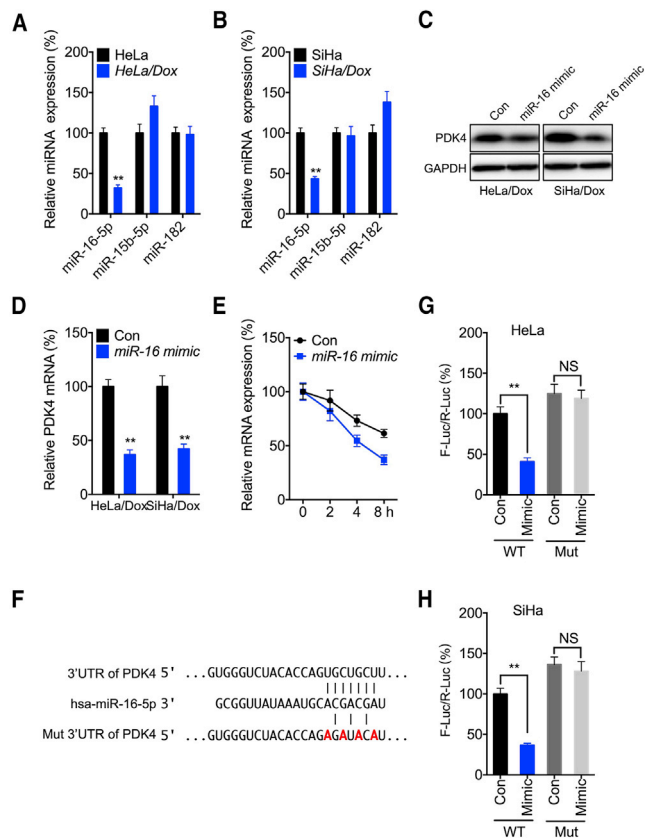 A
HeLa
HeLa/Dox
Relative miRNA expression (%)
200
150
100
50
0
**
miR-16-5p
miR-15b-5p
miR-182
B
SiHa
SiHa/Dox
Relative miRNA expression (%)
200
150
100
50
0
**
miR-16-5p
miR-15b-5p
miR-182
C
Con
miR-16 mimic
Con
miR-16 mimic
PDK4
GAPDH
HeLa/Dox
SiHa/Dox
D
Con
miR-16 mimic
Relative PDK4 mRNA (%)
150
100
50
0
**
**
HeLa/Dox
SiHa/Dox
E
Con
miR-16 mimic
Relative mRNA expression (%)
150
100
50
0
0 2 4 8 h
G
HeLa
F-Luc/R-Luc (%)
200
150
100
50
0
**
NS
Con
Mimic
Con
Mimic
WT
Mut
F
3'UTR of PDK4 5' ...GUGGGUCUACACCAGUGCUGCUU...
hsa-miR-16-5p 3' GCGGUUAUAAAUGCACGACGAU
Mut 3'UTR of PDK4 5' ...GUGGGUCUACACCAGAGAUACAU...
H
SiHa
F-Luc/R-Luc (%)
200
150
100
50
0
**
NS
Con
Mimic
Con
Mimic
WT
Mut